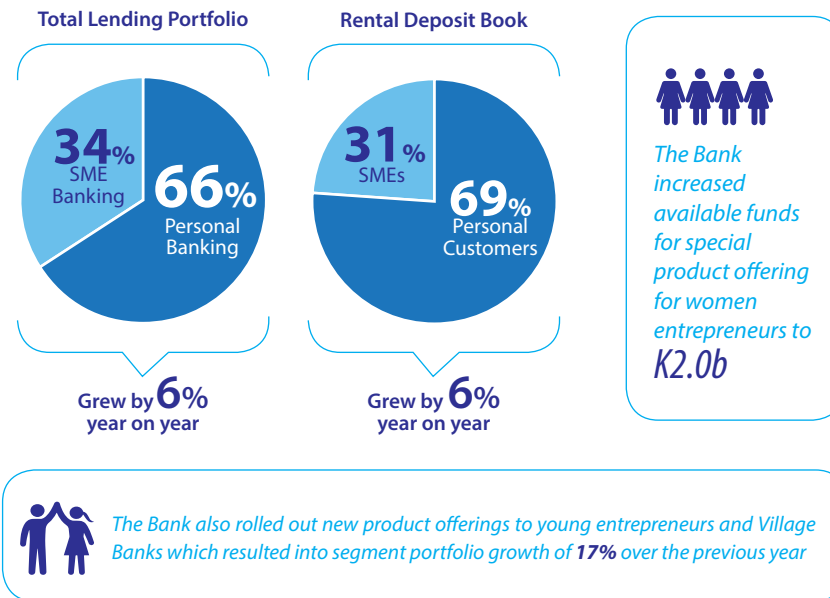 Total Lending Portfolio
34%
SME
Banking
66%
Personal
Banking
Grew by 6%
year on year
Rental Deposit Book
31%
SMEs
69%
Personal
Customers
Grew by 6%
year on year
The Bank
increased
available funds
for special
product offering
for women
entrepreneurs to
K2.0b
The Bank also rolled out new product offerings to young entrepreneurs and Village
Banks which resulted into segment portfolio growth of 17% over the previous year